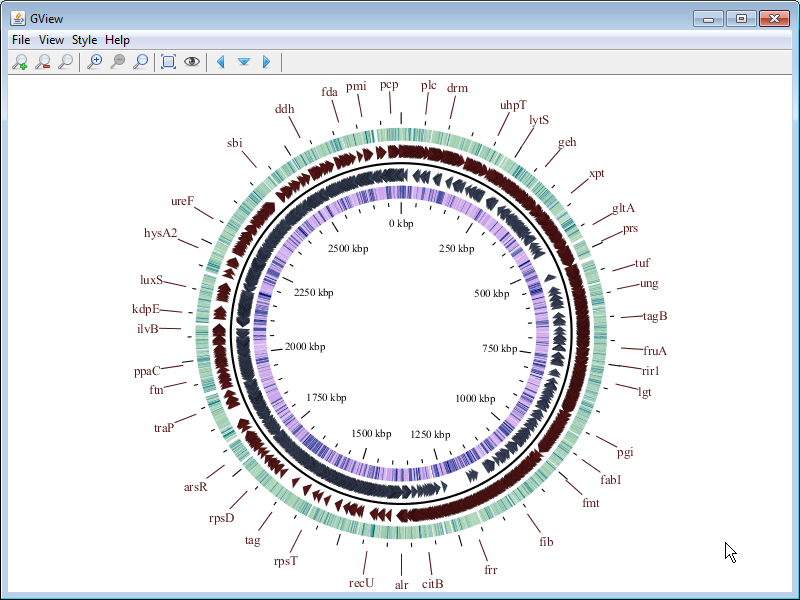 GView
File View Style Help
pcp
plc
drm
uhpT
lytS
geh
xpt
gltA
prs
tuf
ung
tagB
fruA
rir1
lgt
pgi
fabI
fmt
fib
frr
citB
alr
recU
rpsT
tag
rpsD
arsR
traP
ftn
ppaC
ilvB
kdpE
luxS
hysA2
ureF
sbi
ddh
fda
pmi
0 kbp
250 kbp
500 kbp
750 kbp
1000 kbp
1250 kbp
1500 kbp
1750 kbp
2000 kbp
2250 kbp
2500 kbp